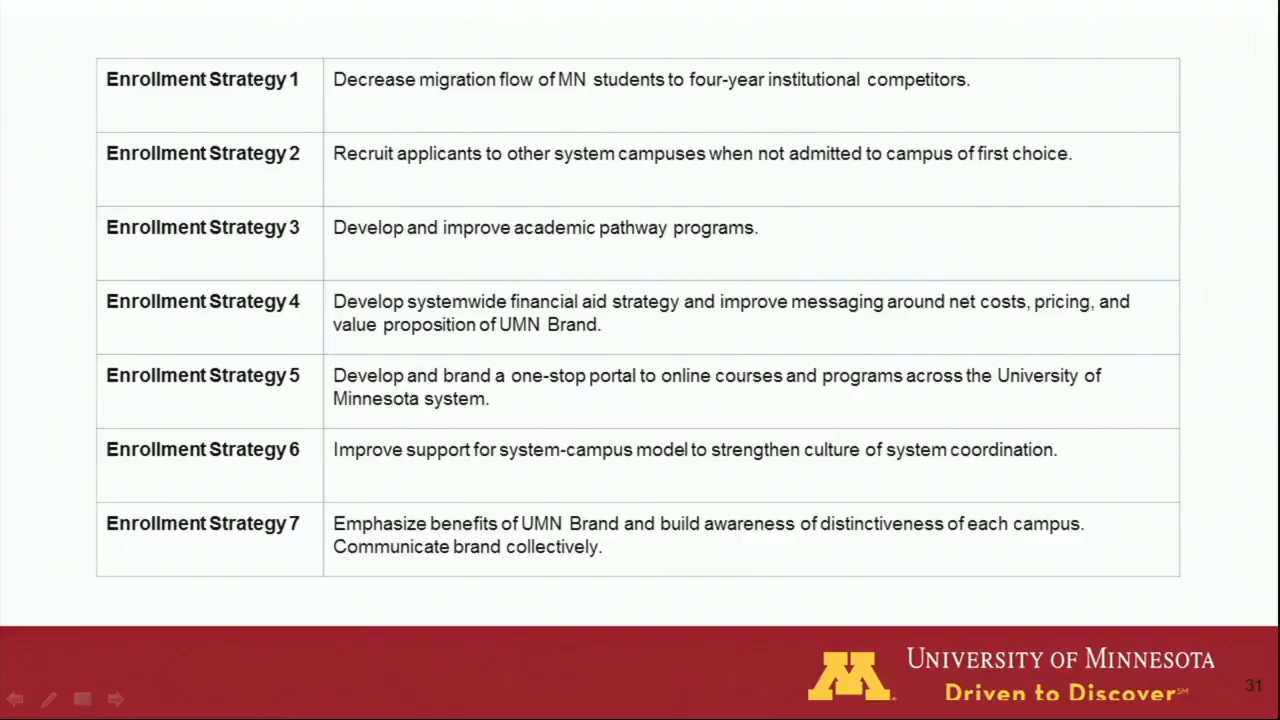 Enrollment Strategy 1
Decrease migration flow of MN students to four-year institutional competitors.
Enrollment Strategy 2
Recruit applicants to other system campuses when not admitted to campus of first choice.
Enrollment Strategy 3
Develop and improve academic pathway programs.
Enrollment Strategy 4
Develop systemwide financial aid strategy and improve messaging around net costs, pricing, and
value proposition of UMN Brand.
Enrollment Strategy 5
Develop and brand a one-stop portal to online courses and programs across the University of
Minnesota system.
Enrollment Strategy 6
Improve support for system-campus model to strengthen culture of system coordination.
Enrollment Strategy 7
Emphasize benefits of UMN Brand and build awareness of distinctiveness of each campus.
Communicate brand collectively.
M
UNIVERSITY OF MINNESOTA
Driven to Discover℠
31